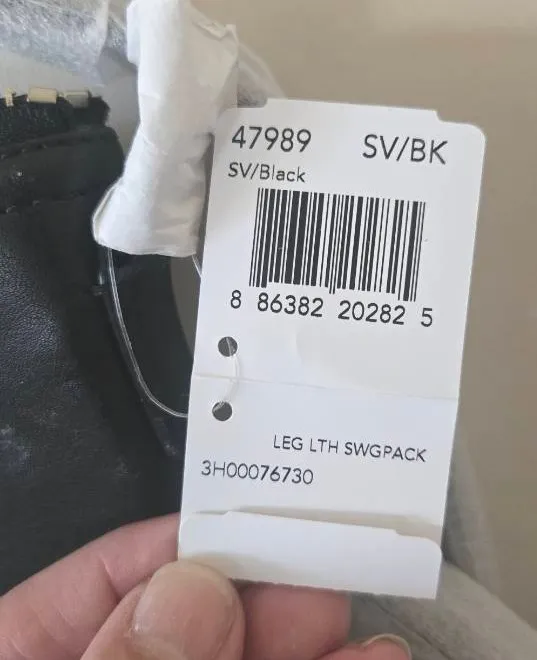 47989 SV/BK
SV/Black
8 86382 20282 5
LEG LTH SWGPACK
3H00076730